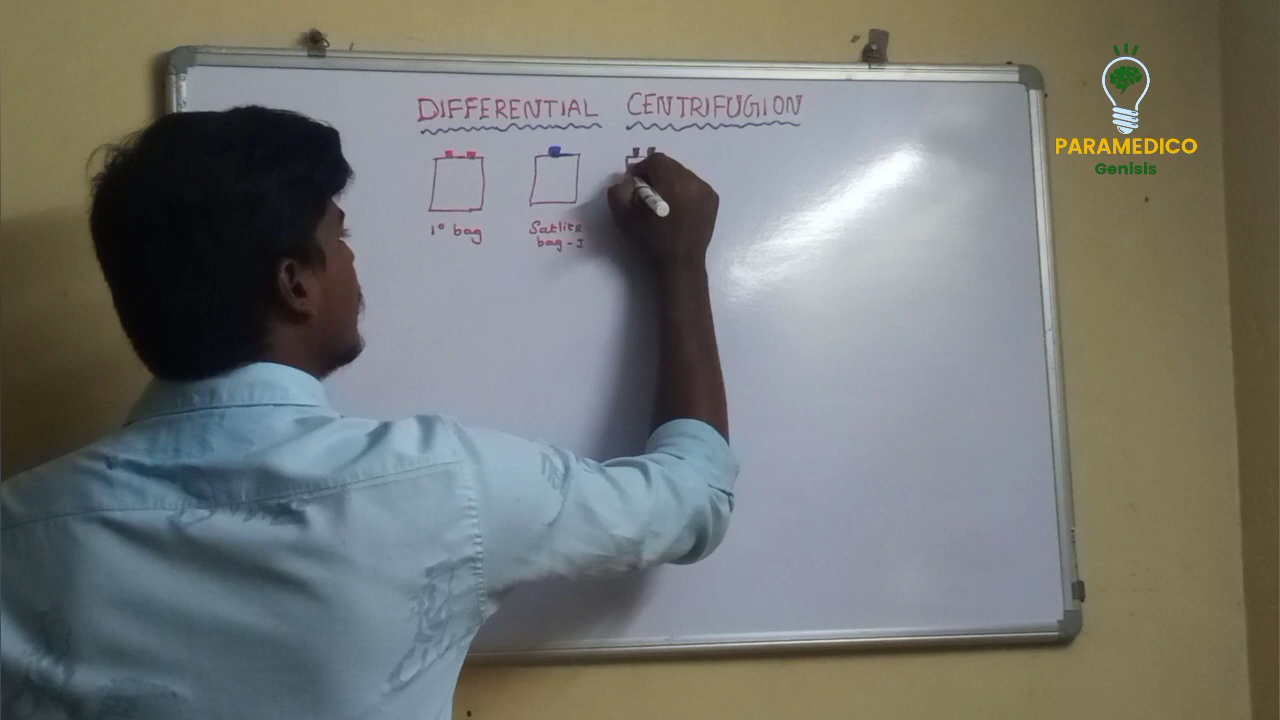 DIFFERENTIAL CENTRIFUGION
1° bag
Satlite
bag - I
PARAMEDICO
Genisis